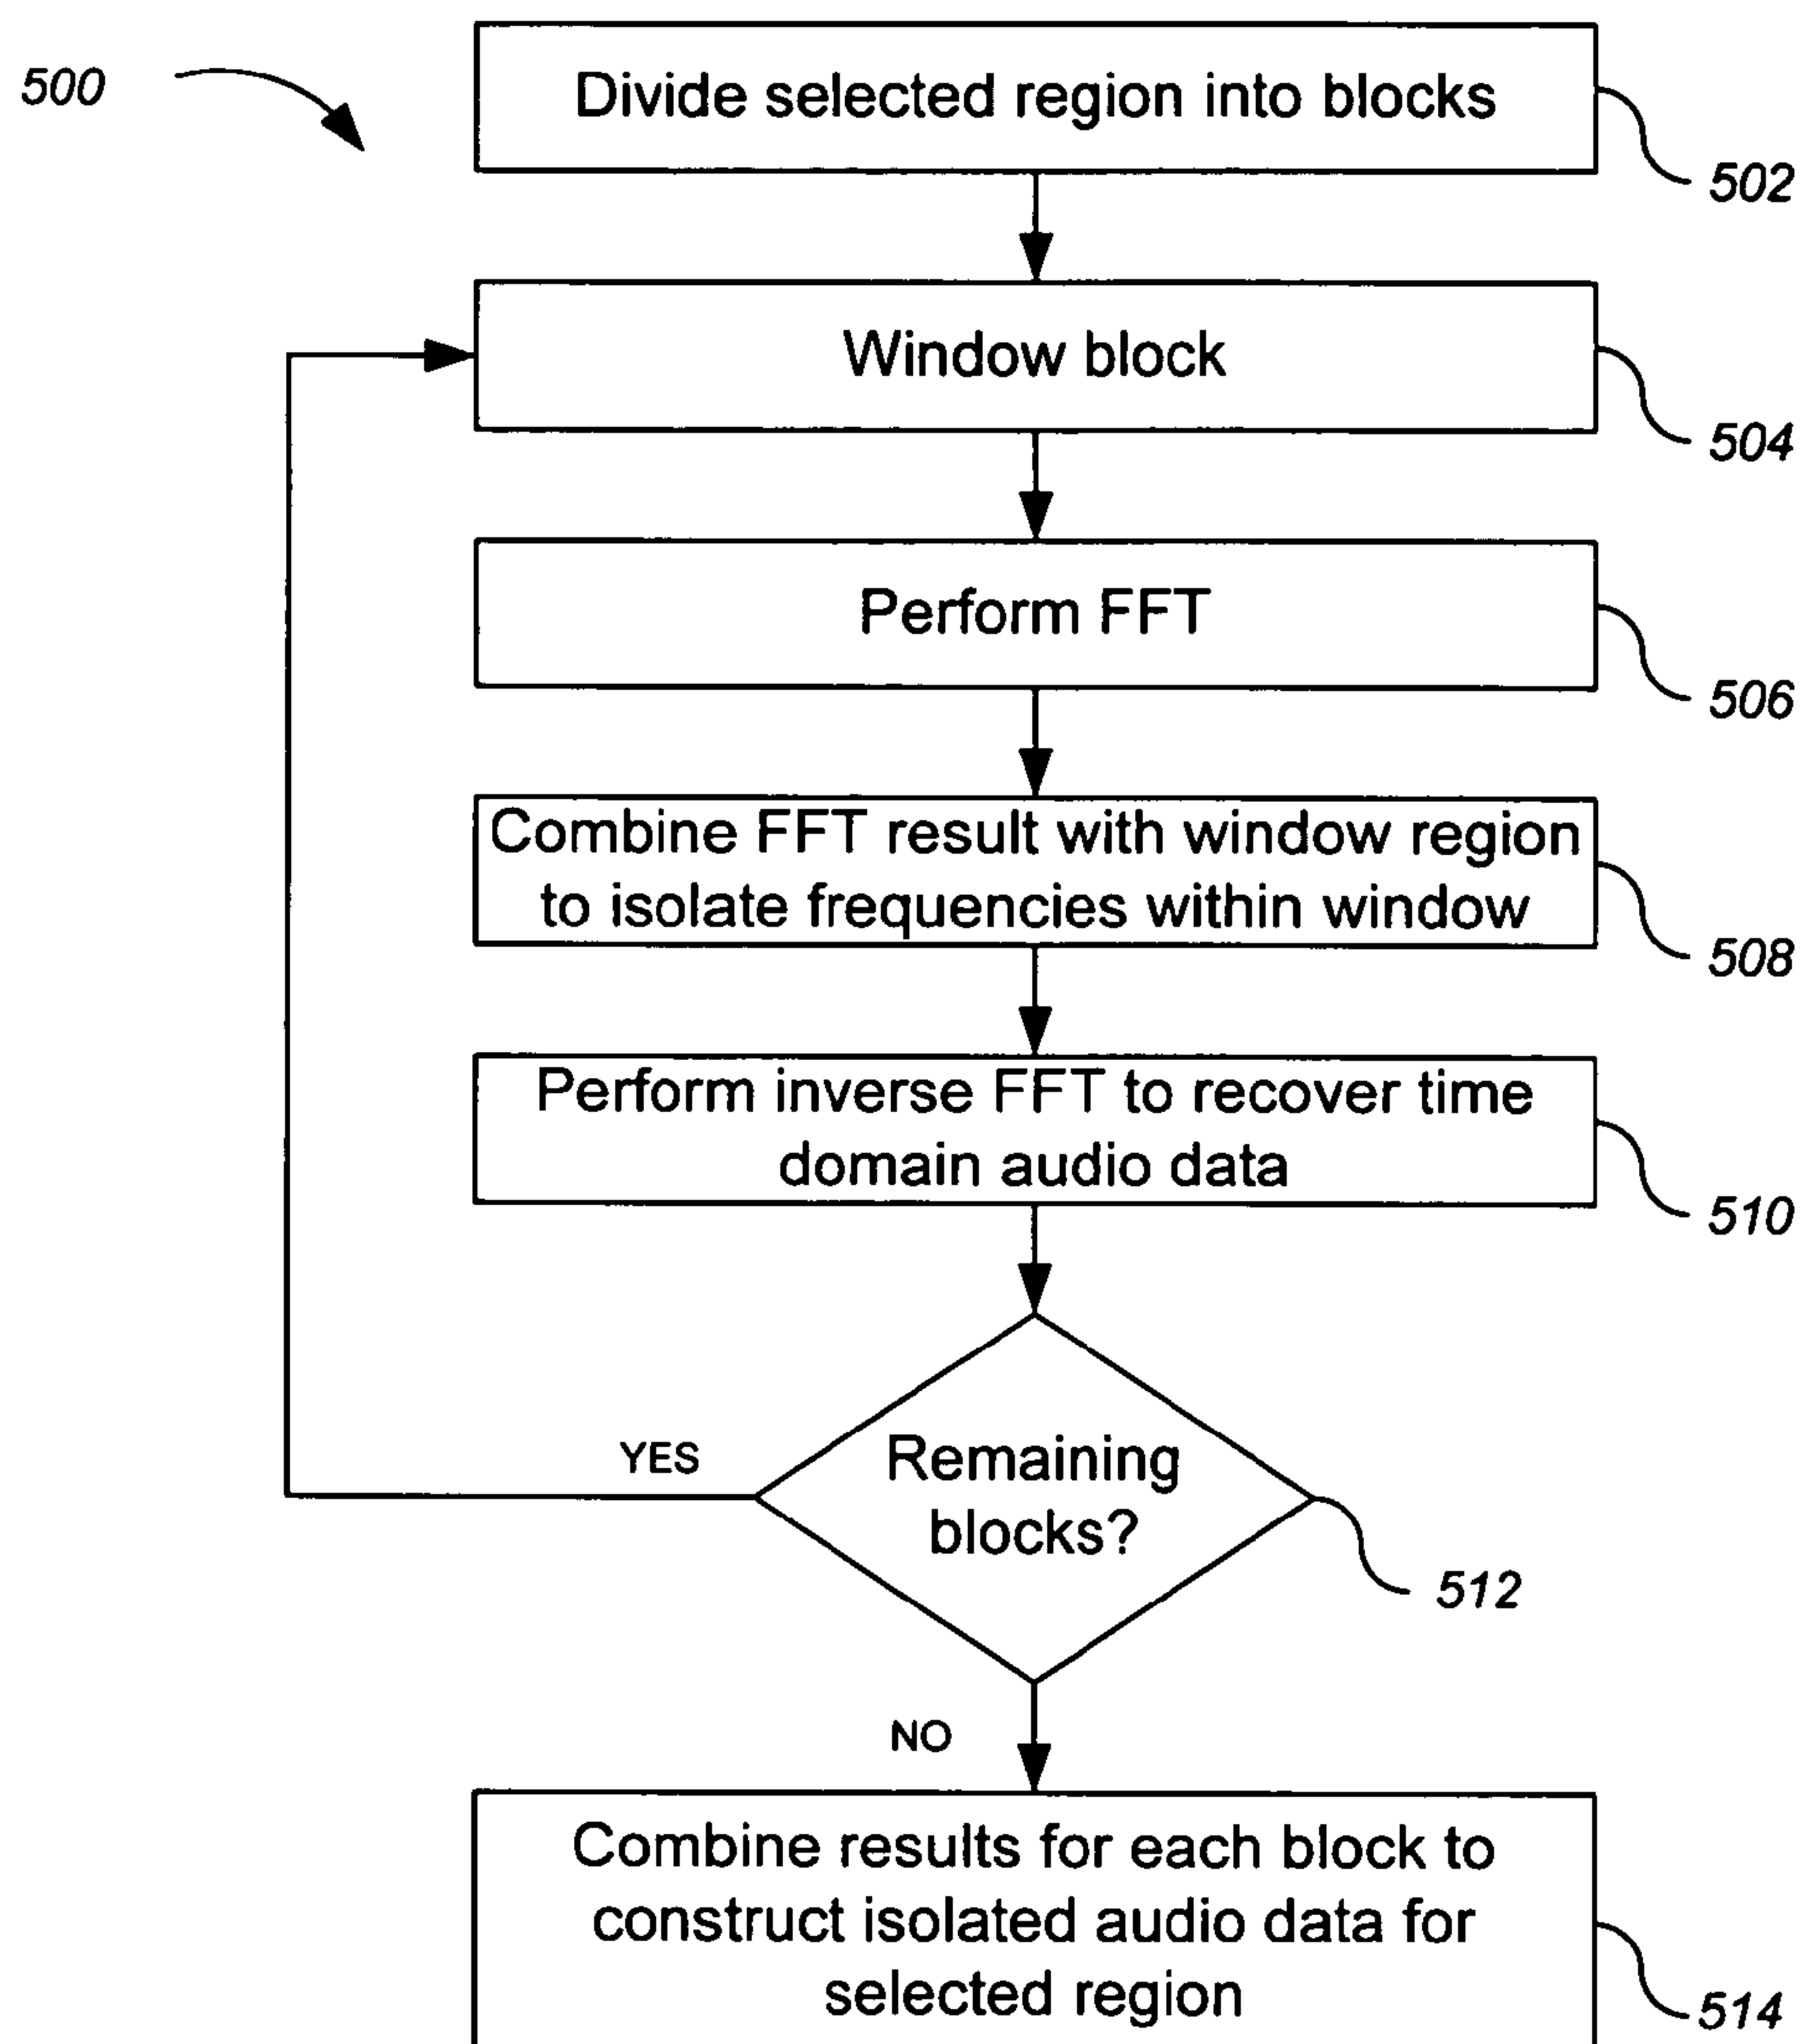 500
Divide selected region into blocks
502
Window block
504
Perform FFT
506
Combine FFT result with window region
to isolate frequencies within window
508
Perform inverse FFT to recover time
domain audio data
510
YES
Remaining
blocks?
512
NO
Combine results for each block to
construct isolated audio data for
selected region
514